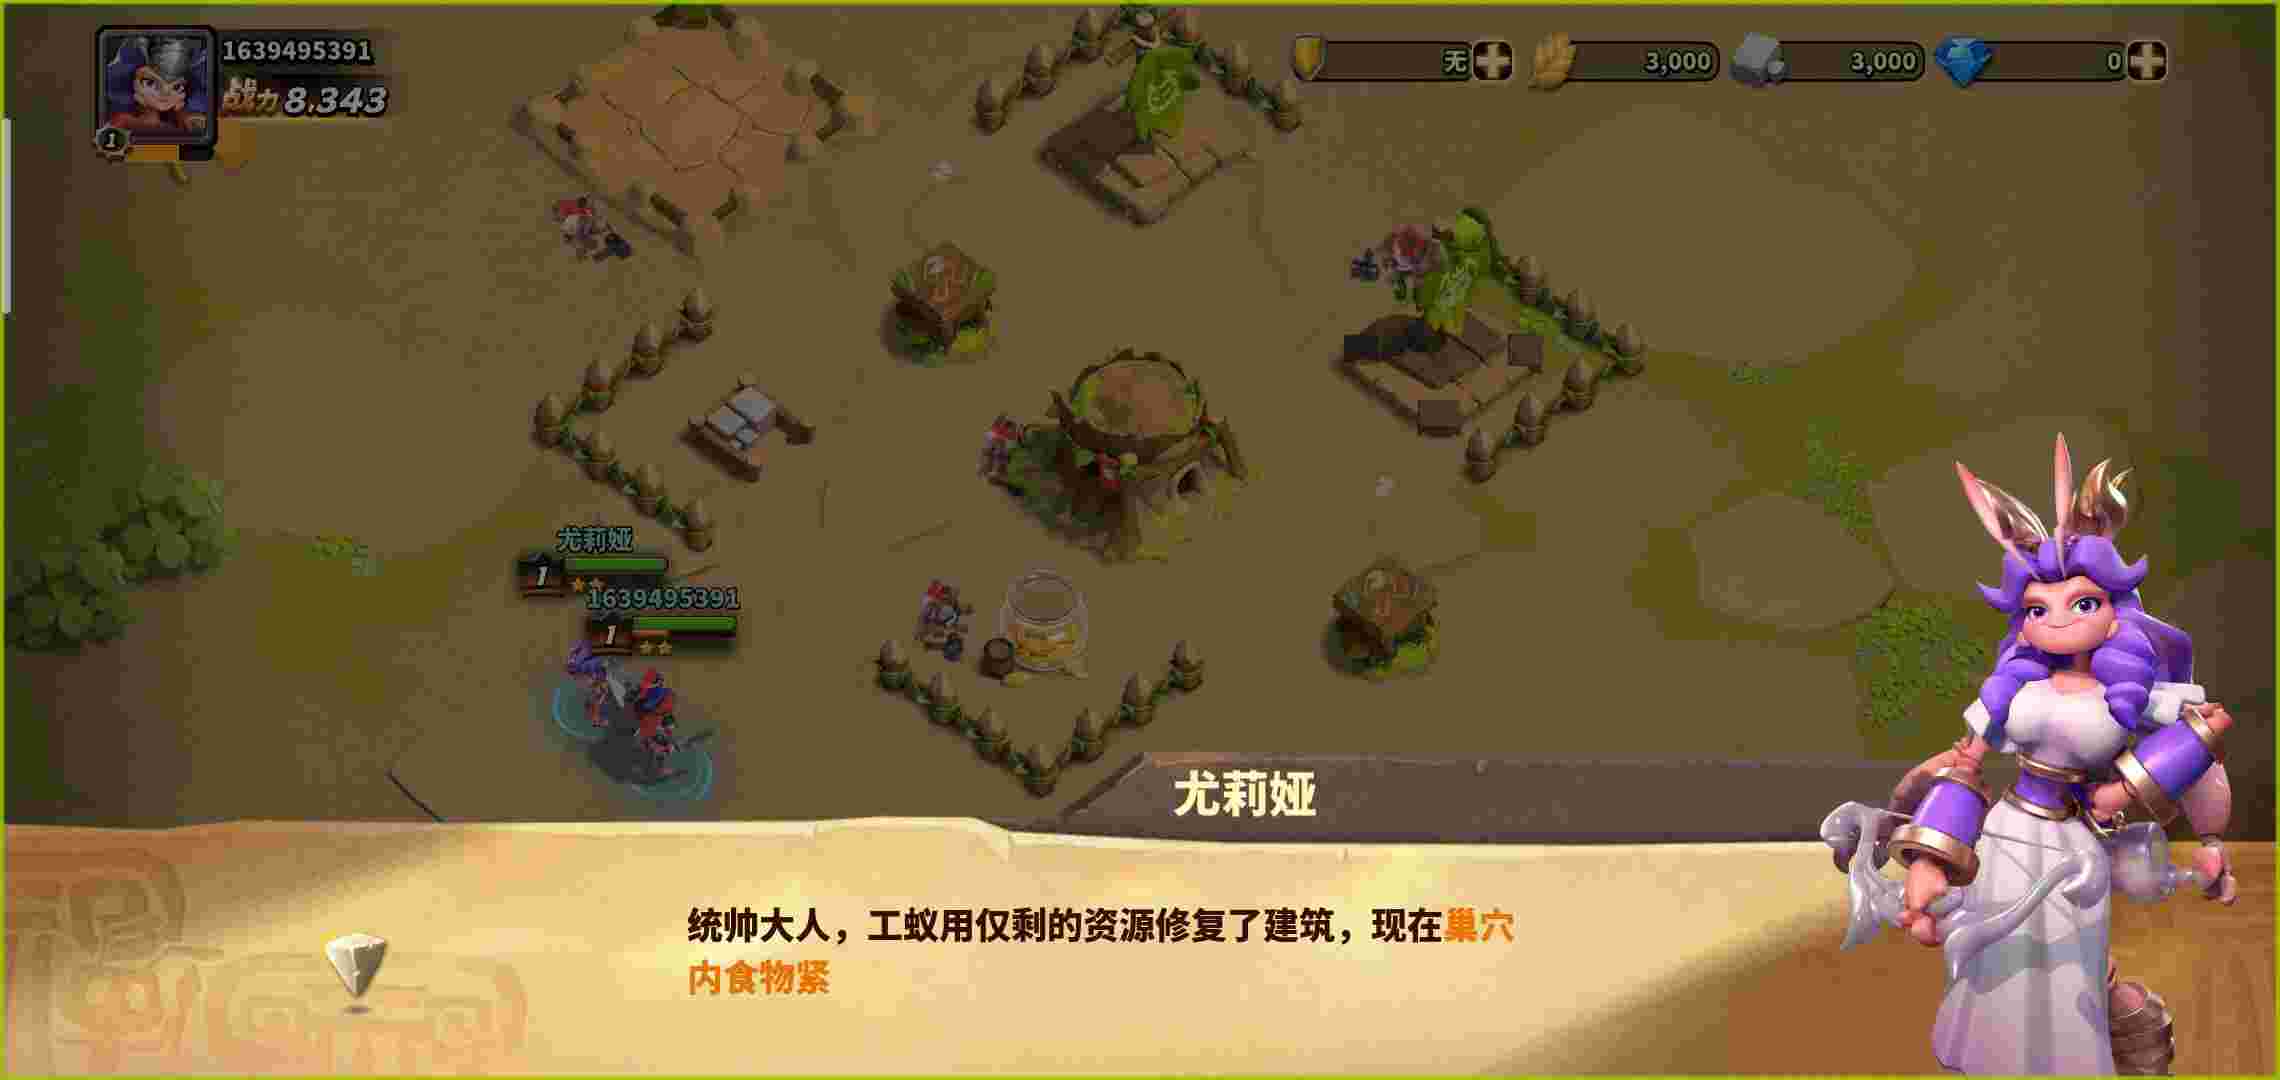 1639495391
战力 8,343
1
无
3,000
3,000
0
尤莉娅
1
1639495391
1
尤莉娅
统帅大人，工蚁用仅剩的资源修复了建筑，现在巢穴
内食物紧